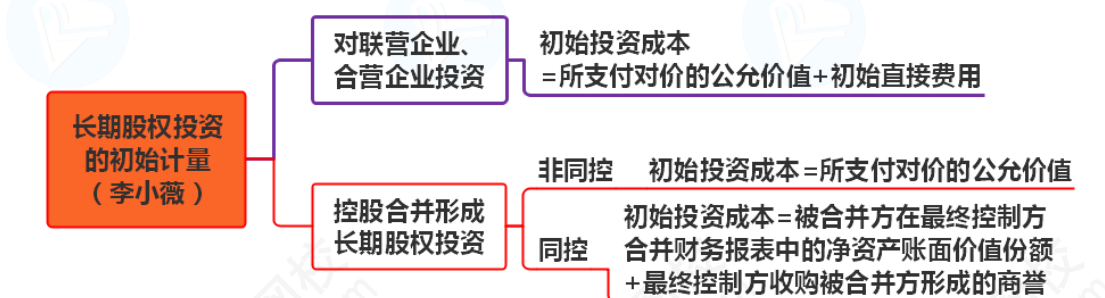 长期股权投资
的初始计量
（李小薇）
对联营企业、
合营企业投资
初始投资成本
=所支付对价的公允价值+初始直接费用
控股合并形成
长期股权投资
非同控
初始投资成本=所支付对价的公允价值
同控
初始投资成本=被合并方在最终控制方
合并财务报表中的净资产账面价值份额
+最终控制方收购被合并方形成的商誉